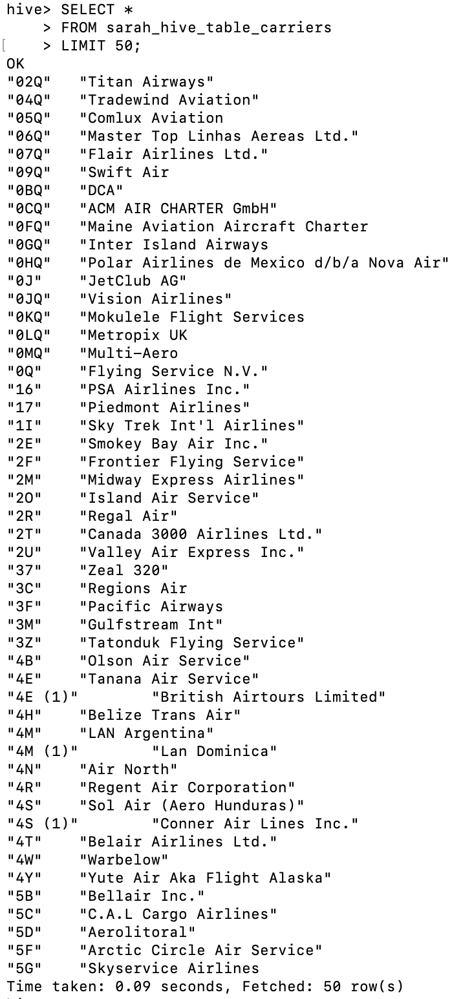 hive> SELECT *
    > FROM sarah_hive_table_carriers
[   > LIMIT 50;
OK
"02Q"	"Titan Airways"
"04Q"	"Tradewind Aviation"
"05Q"	"Comlux Aviation
"06Q"	"Master Top Linhas Aereas Ltd."
"07Q"	"Flair Airlines Ltd."
"09Q"	"Swift Air
"0BQ"	"DCA"
"0CQ"	"ACM AIR CHARTER GmbH"
"0FQ"	"Maine Aviation Aircraft Charter
"0GQ"	"Inter Island Airways
"0HQ"	"Polar Airlines de Mexico d/b/a Nova Air"
"0J"	"JetClub AG"
"0JQ"	"Vision Airlines"
"0KQ"	"Mokulele Flight Services
"0LQ"	"Metropix UK
"0MQ"	"Multi-Aero
"0Q"	"Flying Service N.V."
"16"	"PSA Airlines Inc."
"17"	"Piedmont Airlines"
"1I"	"Sky Trek Int'l Airlines"
"2E"	"Smokey Bay Air Inc."
"2F"	"Frontier Flying Service"
"2M"	"Midway Express Airlines"
"2O"	"Island Air Service"
"2R"	"Regal Air"
"2T"	"Canada 3000 Airlines Ltd."
"2U"	"Valley Air Express Inc."
"37"	"Zeal 320"
"3C"	"Regions Air
"3F"	"Pacific Airways
"3M"	"Gulfstream Int"
"3Z"	"Tatonduk Flying Service"
"4B"	"Olson Air Service"
"4E"	"Tanana Air Service"
"4E (1)"	"British Airtours Limited"
"4H"	"Belize Trans Air"
"4M"	"LAN Argentina"
"4M (1)"	"Lan Dominica"
"4N"	"Air North"
"4R"	"Regent Air Corporation"
"4S"	"Sol Air (Aero Hunduras)"
"4S (1)"	"Conner Air Lines Inc."
"4T"	"Belair Airlines Ltd."
"4W"	"Warbelow"
"4Y"	"Yute Air Aka Flight Alaska"
"5B"	"Bellair Inc."
"5C"	"C.A.L Cargo Airlines"
"5D"	"Aerolitoral"
"5F"	"Arctic Circle Air Service"
"5G"	"Skyservice Airlines
Time taken: 0.09 seconds, Fetched: 50 row(s)